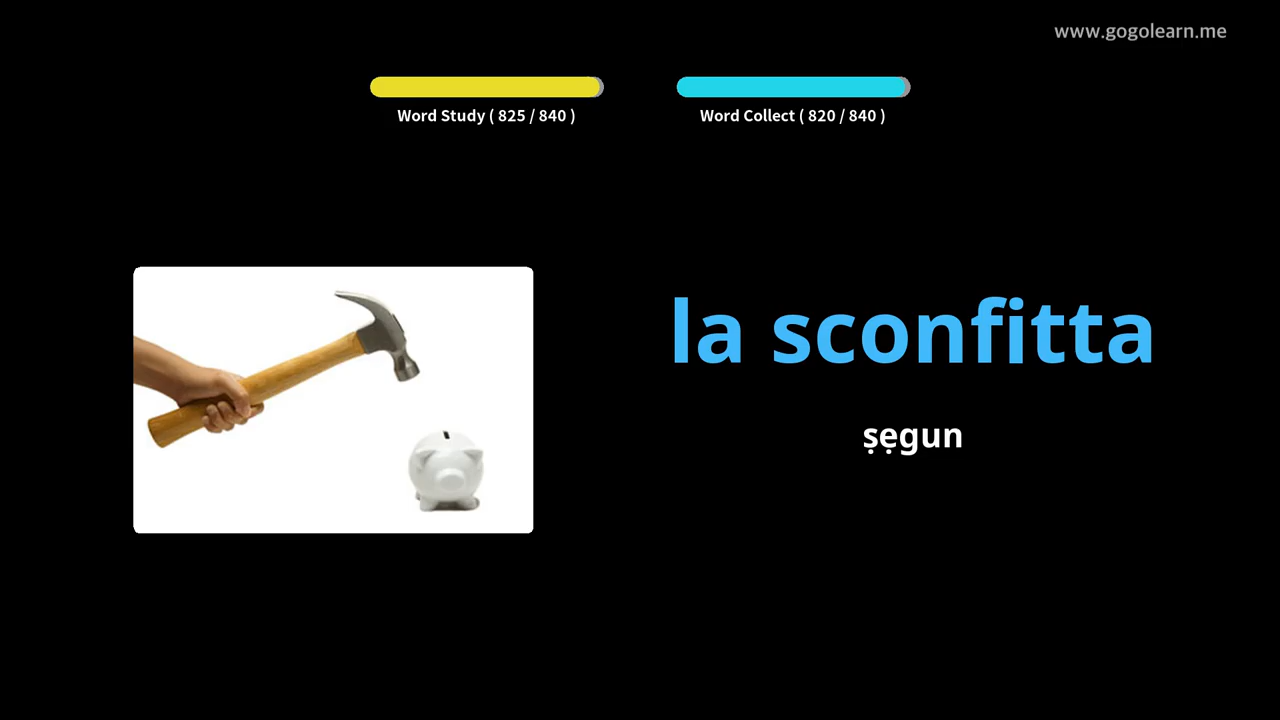 www.gogolearn.me
Word Study ( 825 / 840 )
Word Collect ( 820 / 840 )
la sconfitta
ṣẹgun